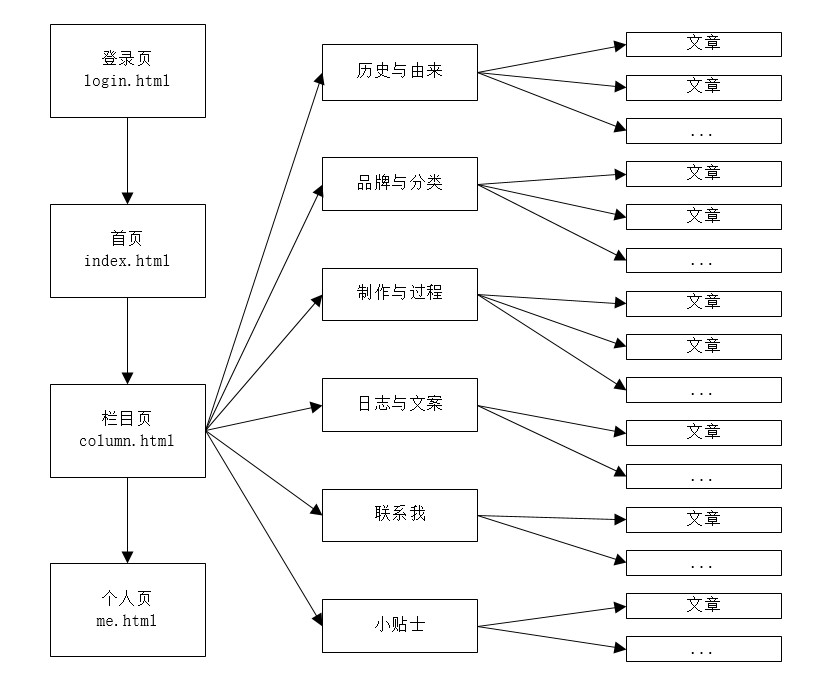 登录页
login.html
首页
index.html
栏目页
column.html
个人页
me.html
历史与由来
品牌与分类
制作与过程
日志与文案
联系我
小贴士
文章
文章
...
文章
文章
...
文章
文章
...
文章
...
文章
...
文章
...